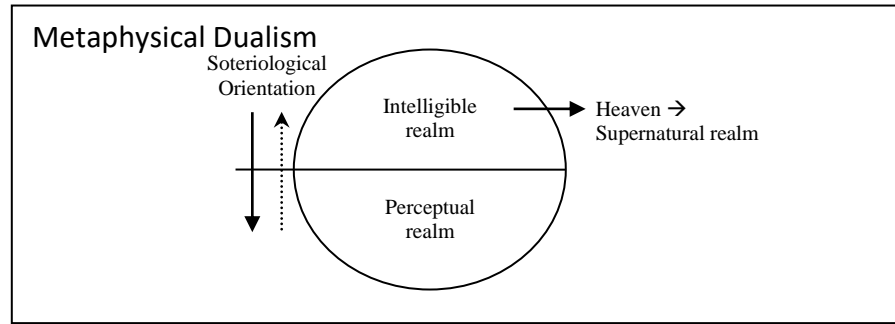 Metaphysical Dualism
Soteriological
Orientation
Intelligible
realm
Heaven →
Supernatural realm
Perceptual
realm